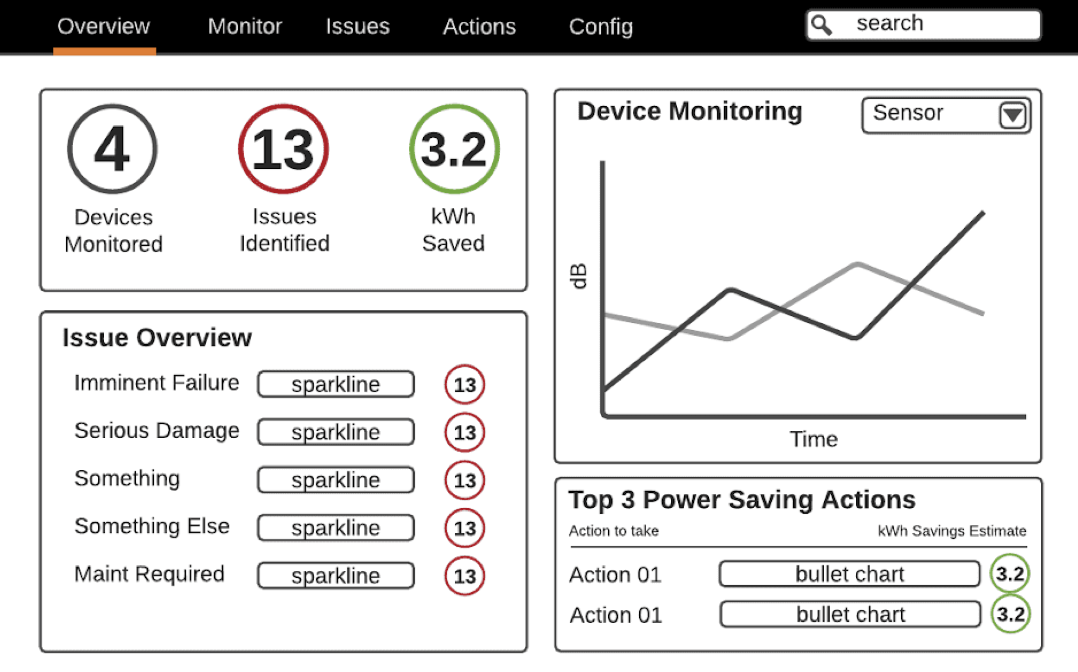 Overview Monitor Issues Actions Config search
4 13 3.2
Devices Issues kWh
Monitored Identified Saved
Issue Overview
Imminent Failure sparkline 13
Serious Damage sparkline 13
Something sparkline 13
Something Else sparkline 13
Maint Required sparkline 13
Device Monitoring Sensor
dB
Time
Top 3 Power Saving Actions
Action to take kWh Savings Estimate
Action 01 bullet chart 3.2
Action 01 bullet chart 3.2